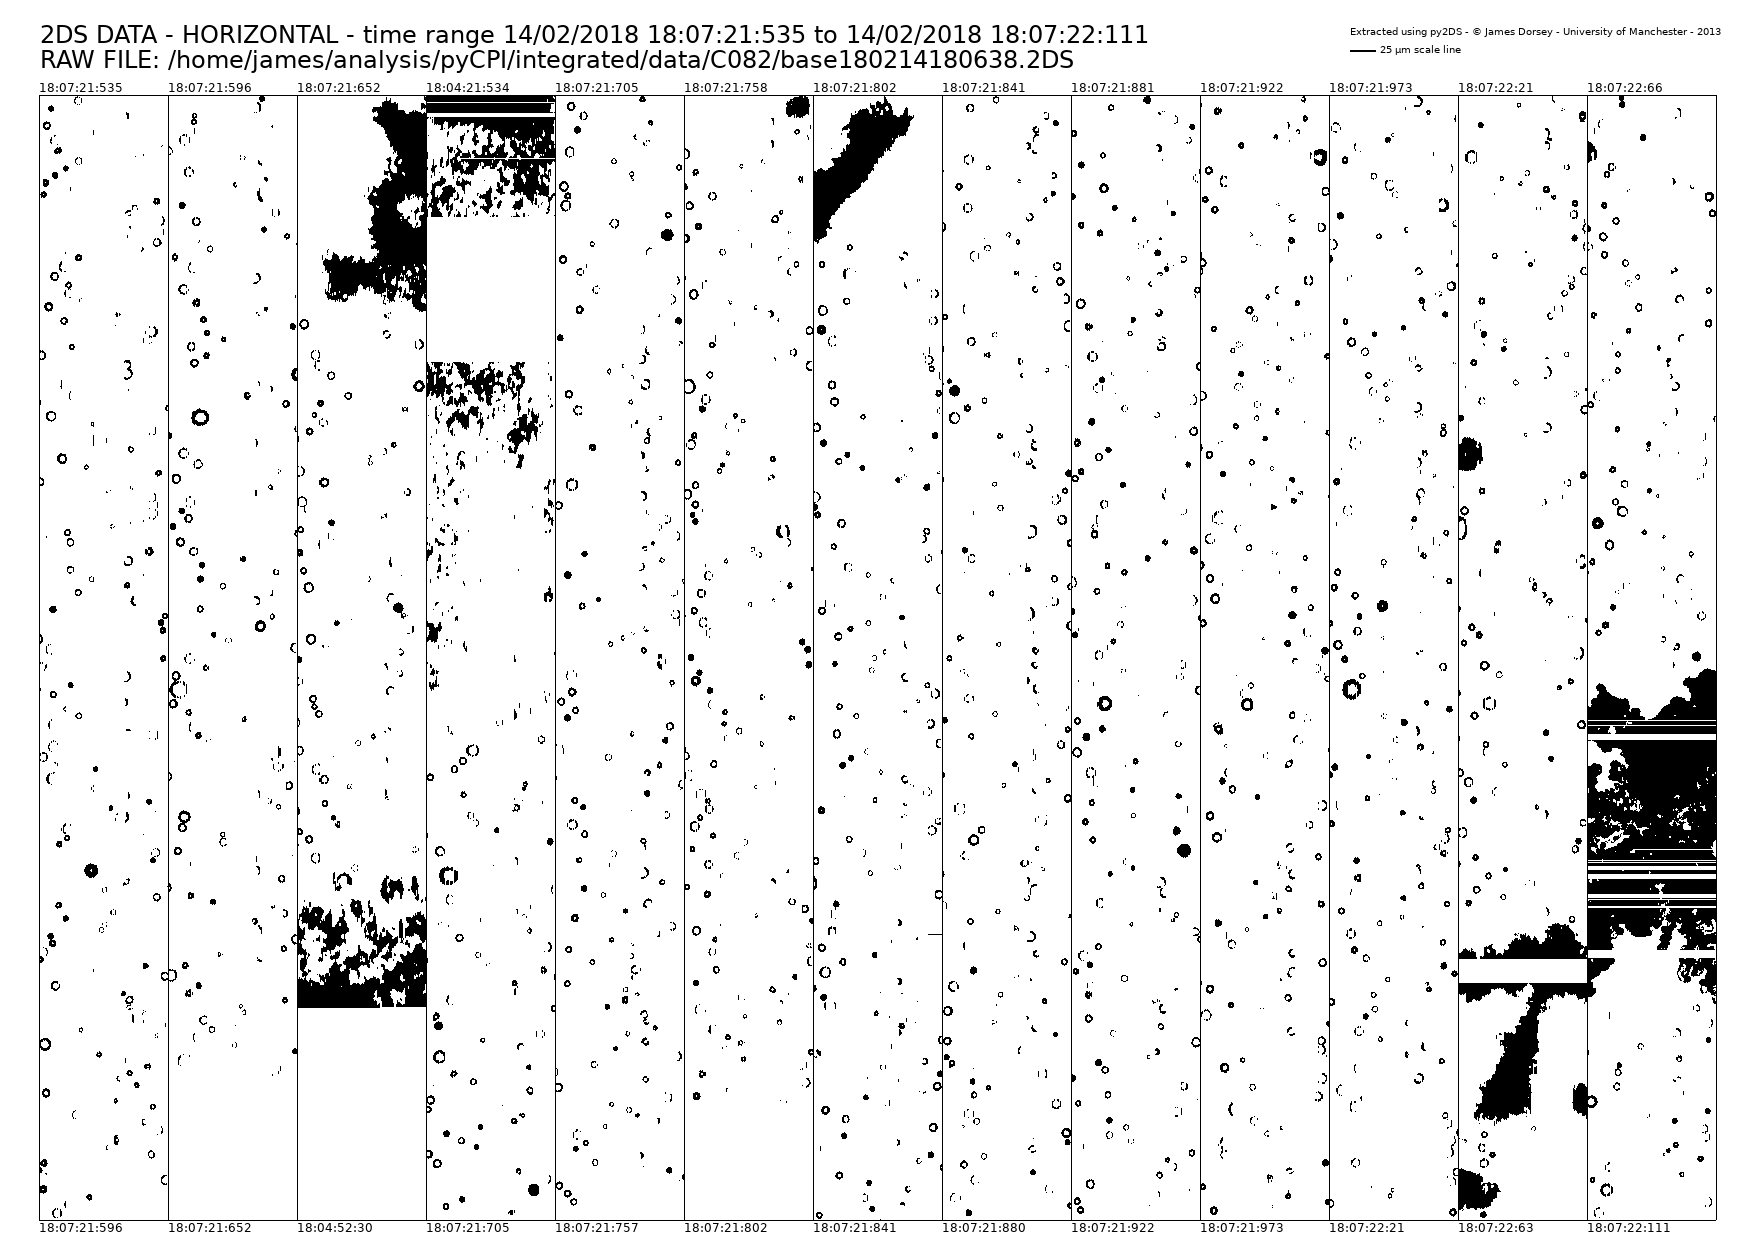 2DS DATA - HORIZONTAL - time range 14/02/2018 18:07:21:535 to 14/02/2018 18:07:22:111
RAW FILE: /home/james/analysis/pyCPI/integrated/data/C082/base180214180638.2DS
Extracted using py2DS - © James Dorsey - University of Manchester - 2013
25 µm scale line
18:07:21:535 18:07:21:596 18:07:21:652 18:04:21:534 18:07:21:705 18:07:21:758 18:07:21:802 18:07:21:841 18:07:21:881 18:07:21:922 18:07:21:973 18:07:22:21 18:07:22:66
18:07:21:596 18:07:21:652 18:04:52:30 18:07:21:705 18:07:21:757 18:07:21:802 18:07:21:841 18:07:21:880 18:07:21:922 18:07:21:973 18:07:22:21 18:07:22:63 18:07:22:111